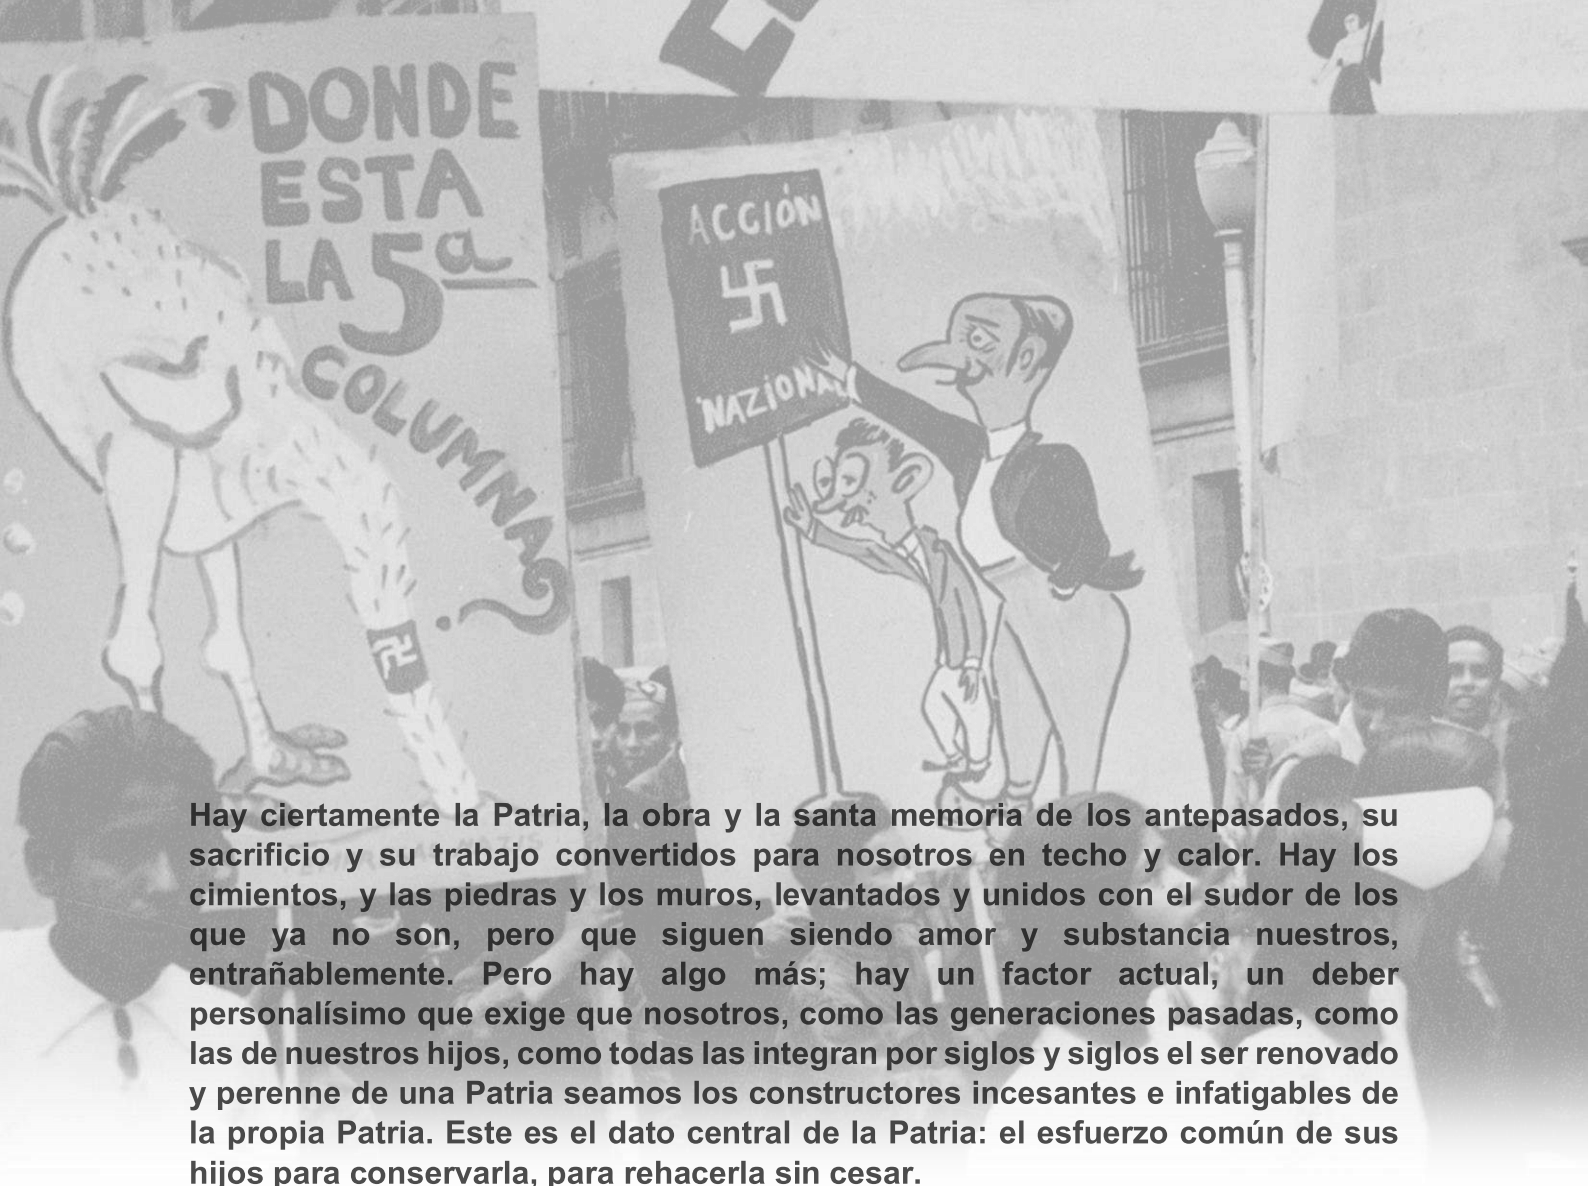 DONDE
ESTA
LA 5ª
COLUMNA?
ACCIÓN
NAZIONAL
Hay ciertamente la Patria, la obra y la santa memoria de los antepasados, su
sacrificio y su trabajo convertidos para nosotros en techo y calor. Hay los
cimientos, y las piedras y los muros, levantados y unidos con el sudor de los
que ya no son, pero que siguen siendo amor y substancia nuestros,
entrañablemente. Pero hay algo más; hay un factor actual, un deber
personalísimo que exige que nosotros, como las generaciones pasadas, como
las de nuestros hijos, como todas las integran por siglos y siglos el ser renovado
y perenne de una Patria seamos los constructores incesantes e infatigables de
la propia Patria. Este es el dato central de la Patria: el esfuerzo común de sus
hijos para conservarla, para rehacerla sin cesar.